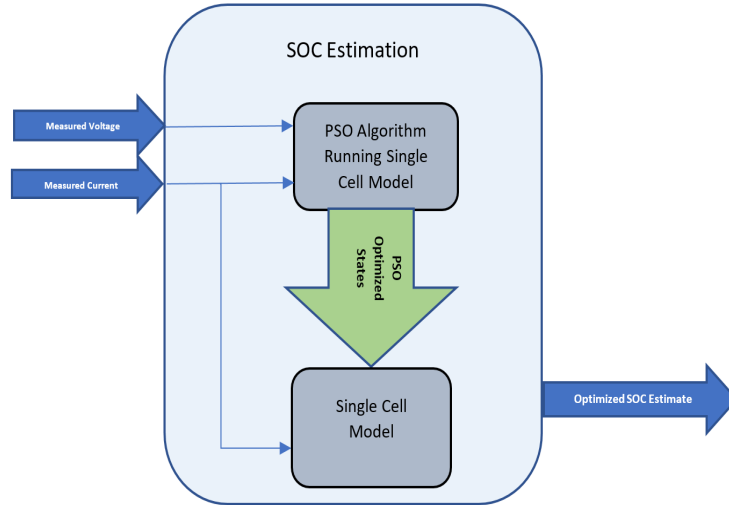 SOC Estimation
Measured Voltage
PSO Algorithm
Running Single
Cell Model
Measured Current
PSO
Optimized
States
Single Cell
Model
Optimized SOC Estimate